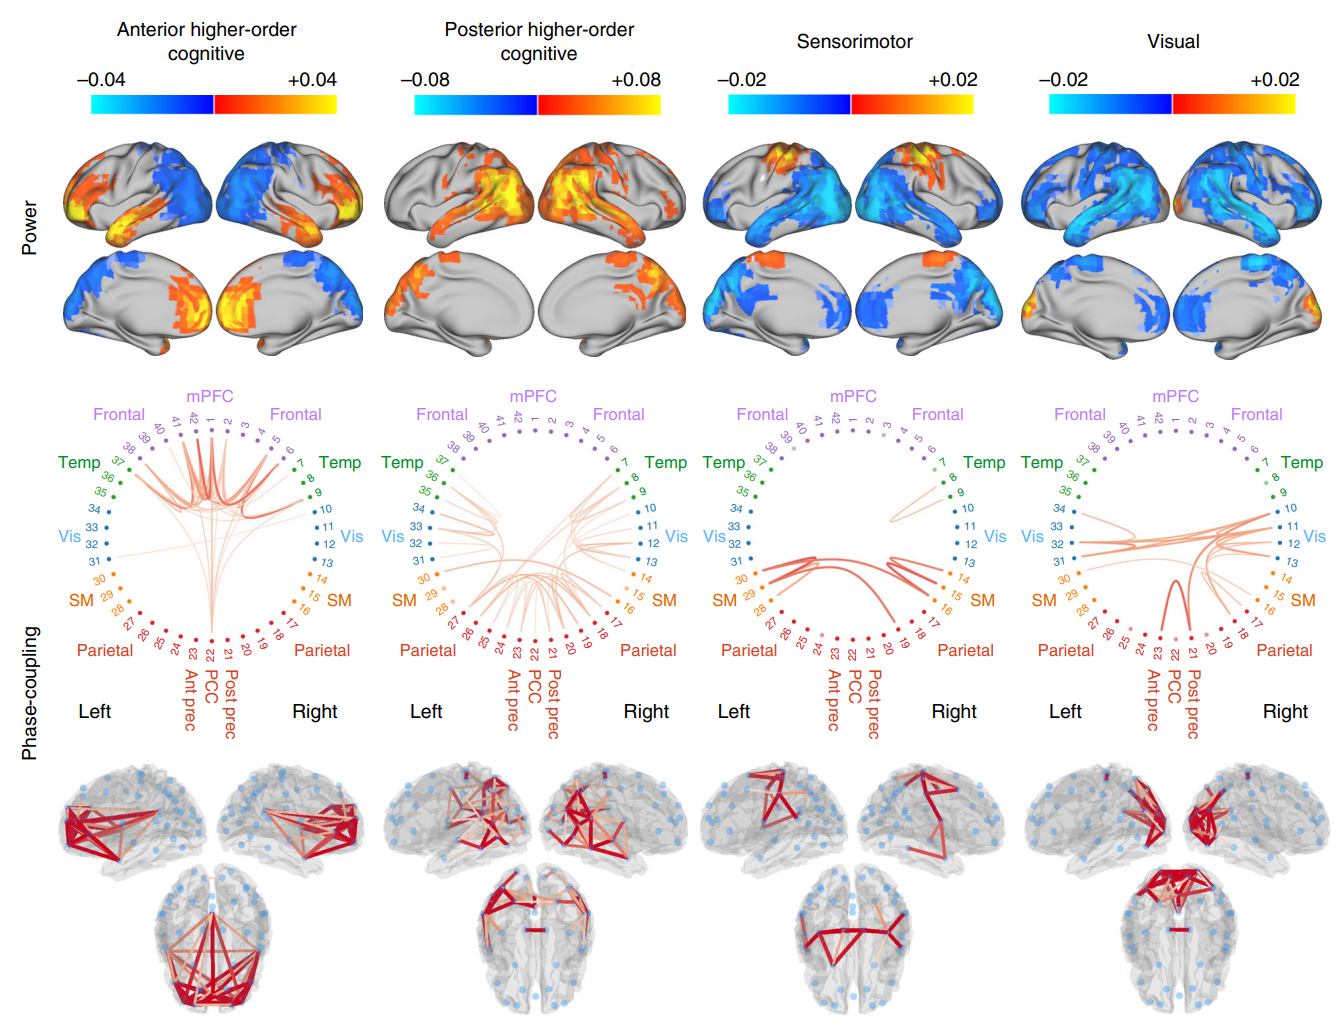 Anterior higher-order
cognitive
Posterior higher-order
cognitive
Sensorimotor
Visual
−0.04 +0.04
−0.08 +0.08
−0.02 +0.02
−0.02 +0.02
Power
Phase-coupling
mPFC
Frontal Frontal
Temp Temp
Vis Vis
SM SM
Parietal Parietal
1 2 3 4 5 6 7 8 9 10 11 12 13 14 15 16 17 18 19 20 21 22 23 24 25 26 27 28 29 30 31 32 33 34 35 36 37 38 39 40 41 42
Ant prec
PCC
Post prec
Left Right
mPFC
Frontal Frontal
Temp Temp
Vis Vis
SM SM
Parietal Parietal
1 2 3 4 5 6 7 8 9 10 11 12 13 14 15 16 17 18 19 20 21 22 23 24 25 26 27 28 29 30 31 32 33 34 35 36 37 38 39 40 41 42
Ant prec
PCC
Post prec
Left Right
mPFC
Frontal Frontal
Temp Temp
Vis Vis
SM SM
Parietal Parietal
1 2 3 4 5 6 7 8 9 10 11 12 13 14 15 16 17 18 19 20 21 22 23 24 25 26 27 28 29 30 31 32 33 34 35 36 37 38 39 40 41 42
Ant prec
PCC
Post prec
Left Right
mPFC
Frontal Frontal
Temp Temp
Vis Vis
SM SM
Parietal Parietal
1 2 3 4 5 6 7 8 9 10 11 12 13 14 15 16 17 18 19 20 21 22 23 24 25 26 27 28 29 30 31 32 33 34 35 36 37 38 39 40 41 42
Ant prec
PCC
Post prec
Left Right